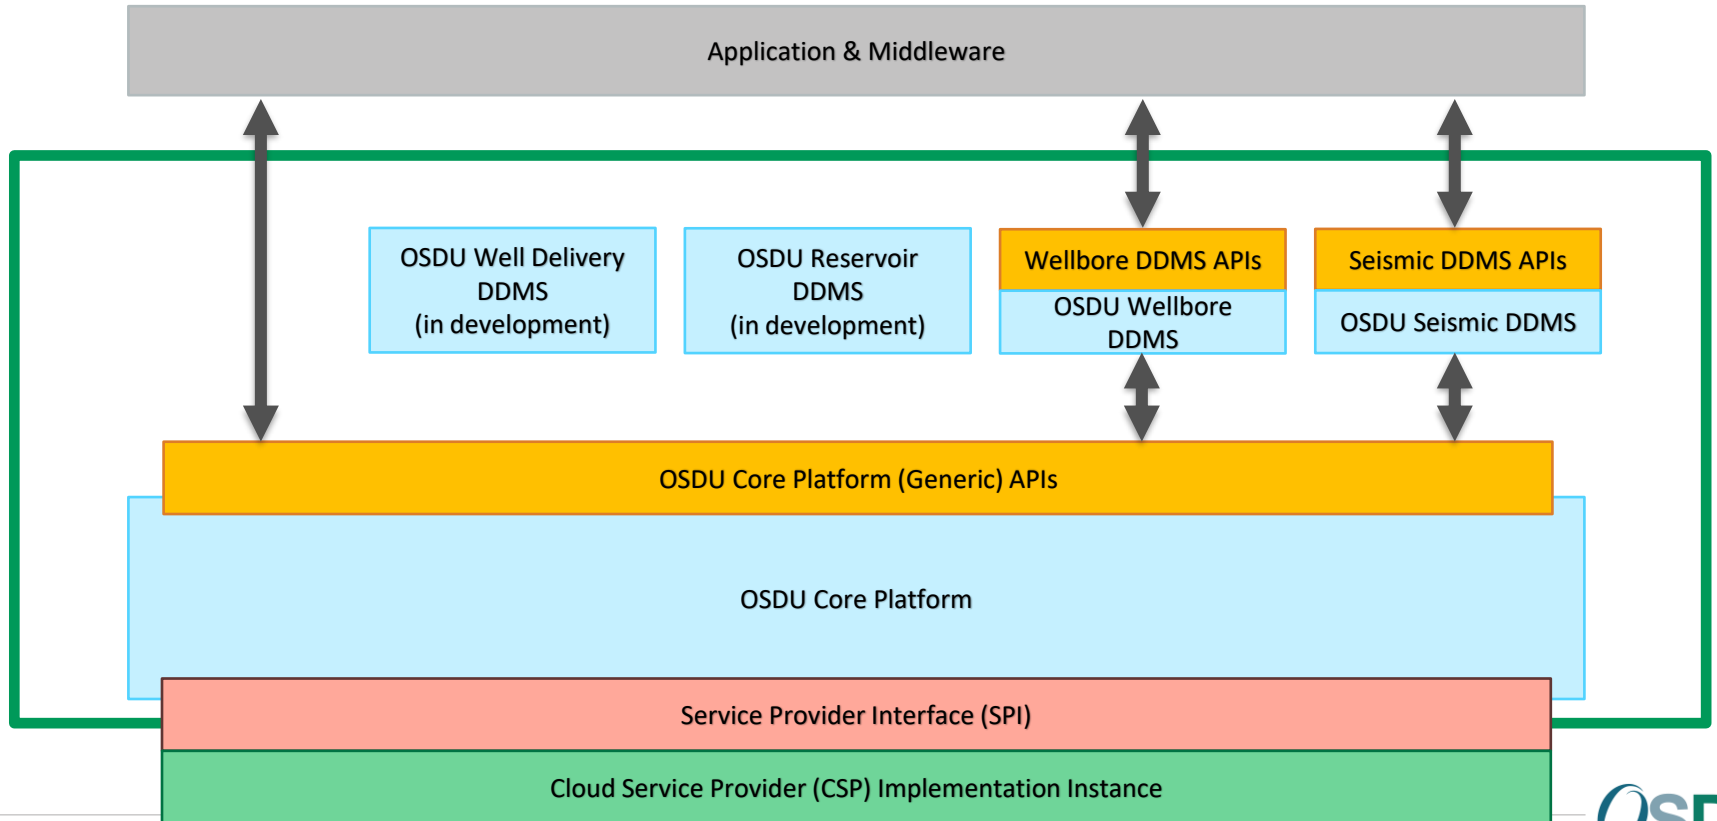 Application & Middleware
OSDU Well Delivery
DDMS
(in development)
OSDU Reservoir
DDMS
(in development)
Wellbore DDMS APIs
OSDU Wellbore
DDMS
Seismic DDMS APIs
OSDU Seismic DDMS
OSDU Core Platform (Generic) APIs
OSDU Core Platform
Service Provider Interface (SPI)
Cloud Service Provider (CSP) Implementation Instance